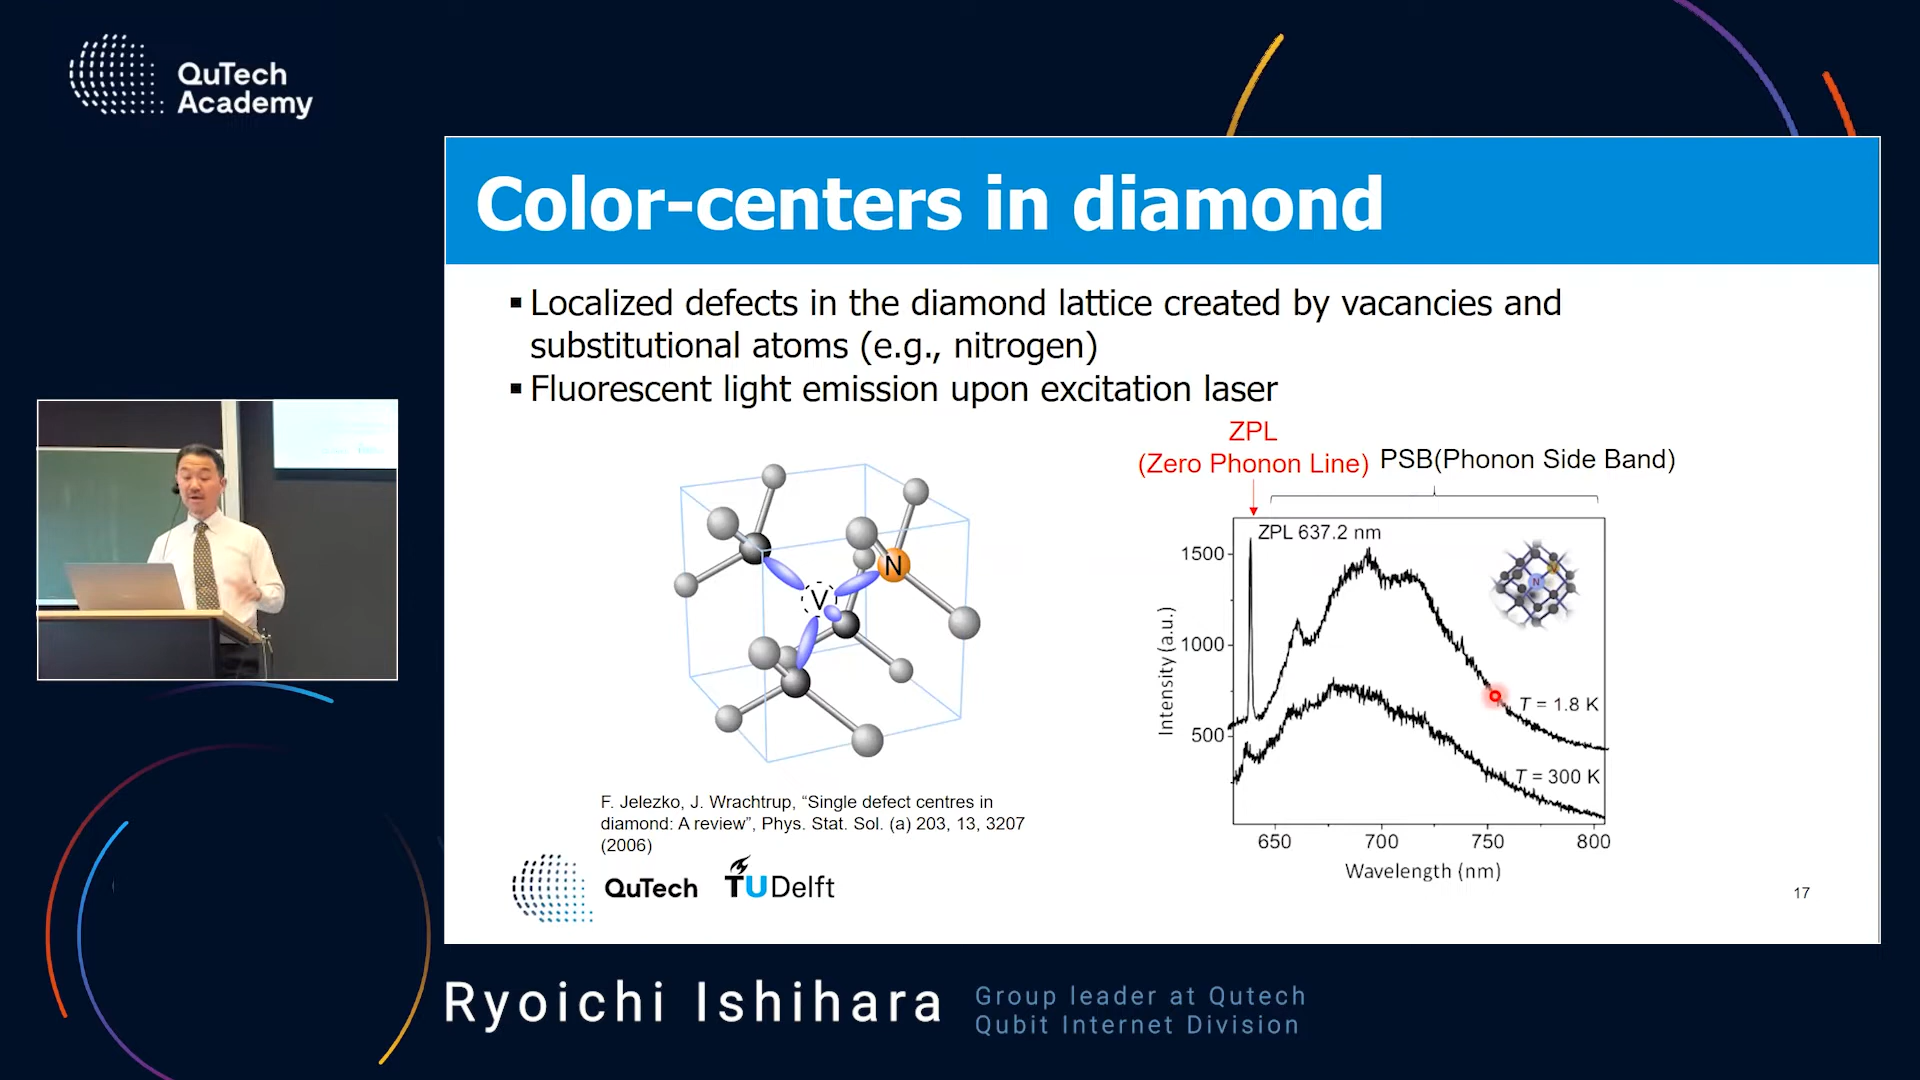 QuTech
Academy
Color-centers in diamond
▪ Localized defects in the diamond lattice created by vacancies and
substitutional atoms (e.g., nitrogen)
▪ Fluorescent light emission upon excitation laser
ZPL
(Zero Phonon Line)
PSB(Phonon Side Band)
N
V
ZPL 637.2 nm
N
V
1500
1000
500
Intensity (a.u.)
T = 1.8 K
T = 300 K
650
700
750
800
Wavelength (nm)
F. Jelezko, J. Wrachtrup, “Single defect centres in
diamond: A review”, Phys. Stat. Sol. (a) 203, 13, 3207
(2006)
QuTech
TUDelft
17
Ryoichi Ishihara
Group leader at Qutech
Qubit Internet Division